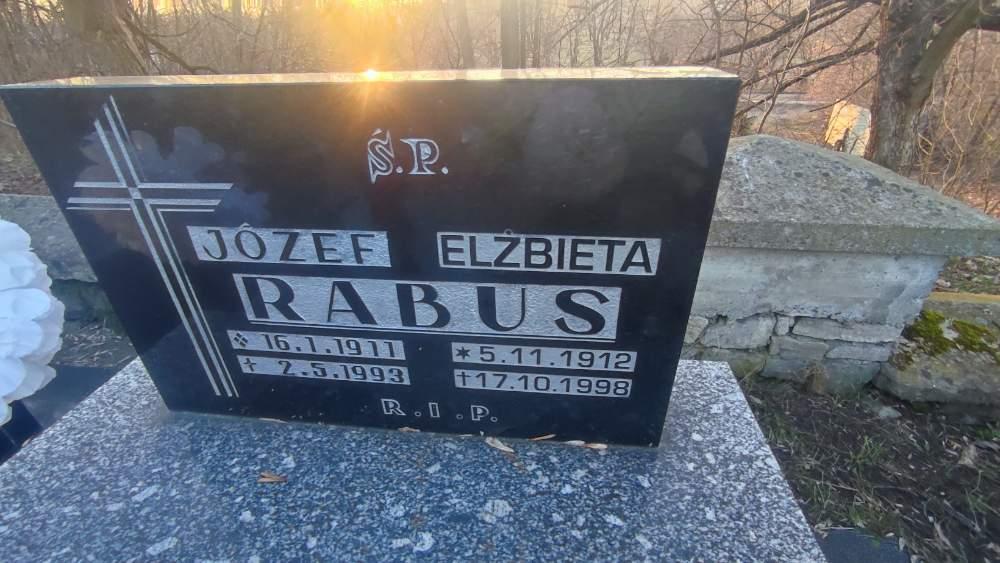 Ś.P.
JÓZEF ELŻBIETA
RABUS
16.1.1911 5.11.1912
2.5.1993 17.10.1998
R.I.P.